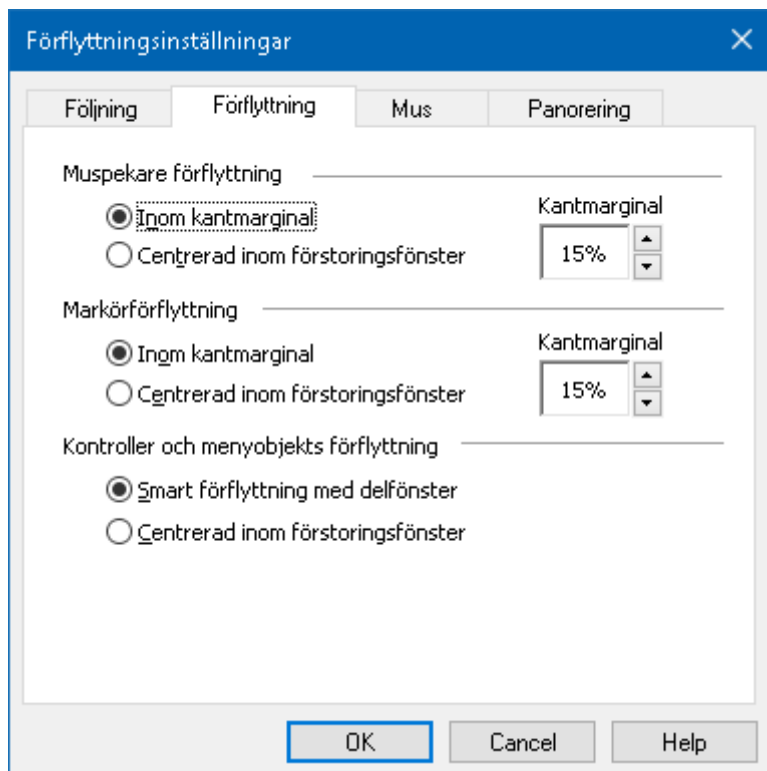 Förflyttningsinställningar
Följning Förflyttning Mus Panorering
Muspekare förflyttning
Inom kantmarginal Kantmarginal
Centrerad inom förstoringsfönster 15%
Markörförflyttning
Inom kantmarginal Kantmarginal
Centrerad inom förstoringsfönster 15%
Kontroller och menyobjekts förflyttning
Smart förflyttning med delfönster
Centrerad inom förstoringsfönster
OK Cancel Help